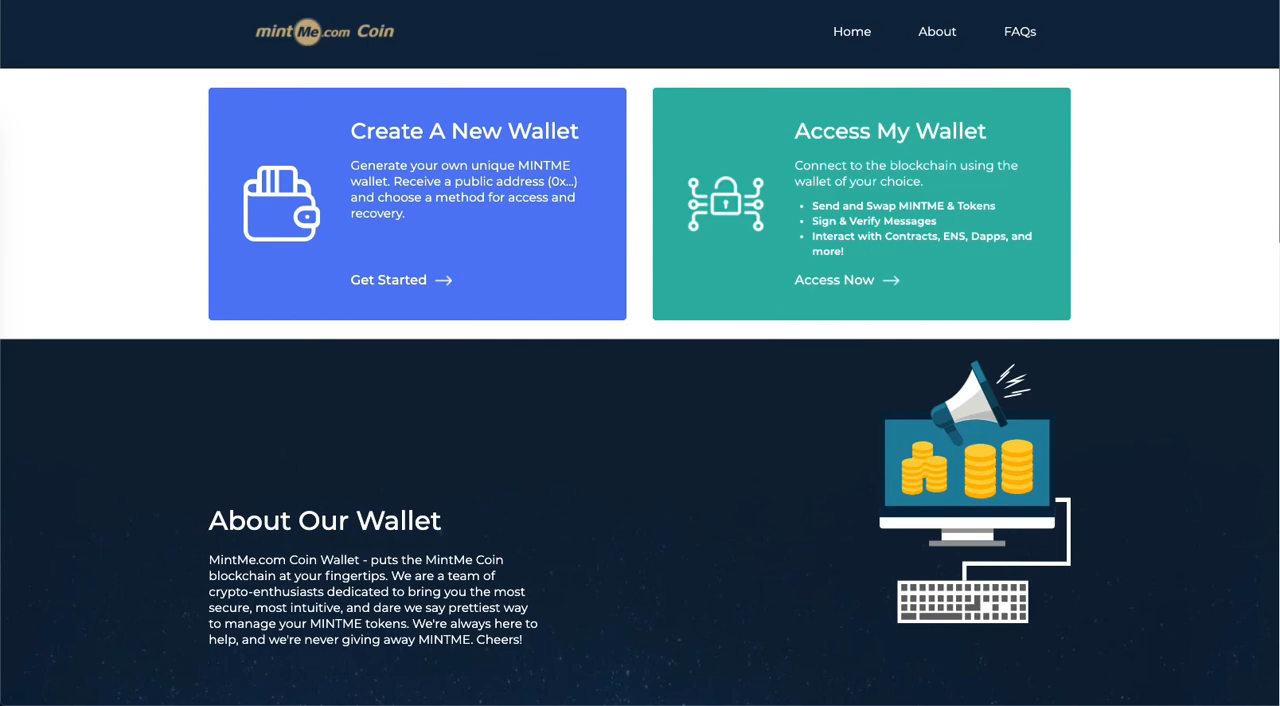 mintMe.com Coin
Home
About
FAQs
Create A New Wallet
Generate your own unique MINTME
wallet. Receive a public address (0x...)
and choose a method for access and
recovery.
Get Started
Access My Wallet
Connect to the blockchain using the
wallet of your choice.
• Send and Swap MINTME & Tokens
• Sign & Verify Messages
• Interact with Contracts, ENS, Dapps, and
more!
Access Now
About Our Wallet
MintMe.com Coin Wallet - puts the MintMe Coin
blockchain at your fingertips. We are a team of
crypto-enthusiasts dedicated to bring you the most
secure, most intuitive, and dare we say prettiest way
to manage your MINTME tokens. We're always here to
help, and we're never giving away MINTME. Cheers!